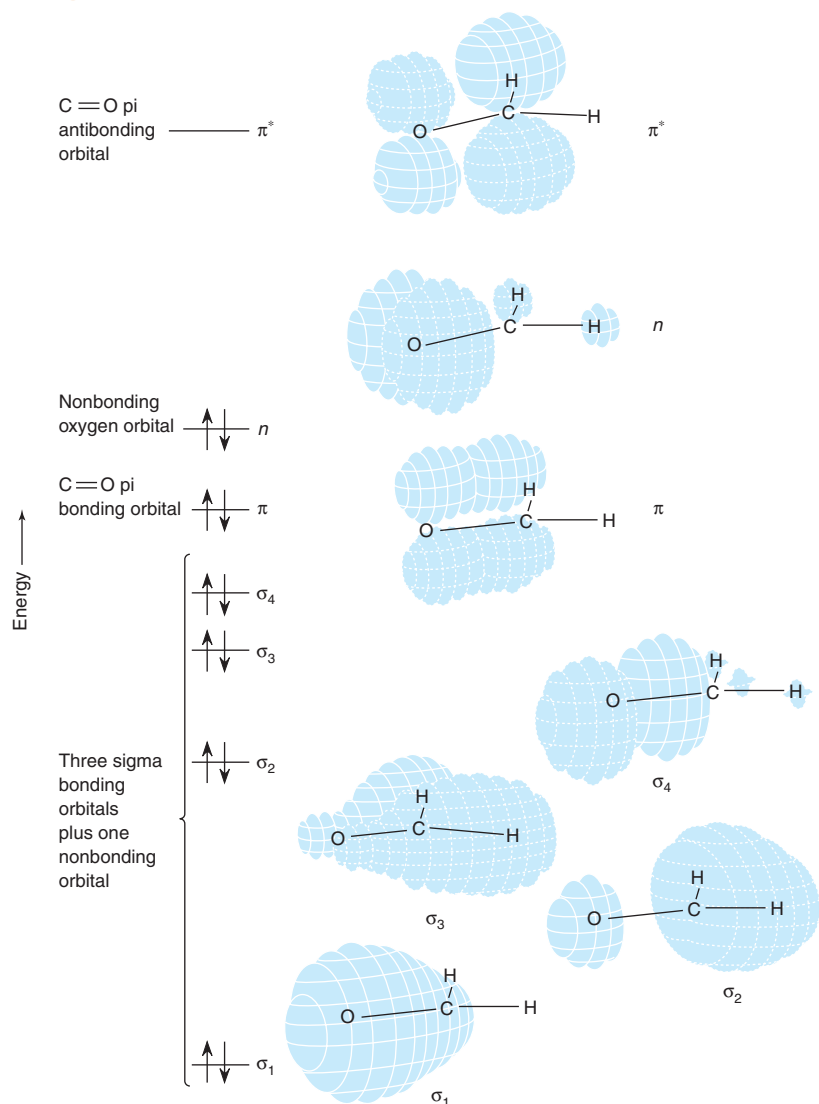 C=O pi
antibonding
orbital
π*
H
C
H
O
π*
H
C
H
O
n
Nonbonding
oxygen orbital
n
C=O pi
bonding orbital
π
H
O
C
H
π
Energy
σ4
σ3
H
O
C
H
σ4
Three sigma
bonding
orbitals
plus one
nonbonding
orbital
σ2
H
O
C
H
σ3
H
O
C
H
σ2
H
O
C
H
σ1
σ1